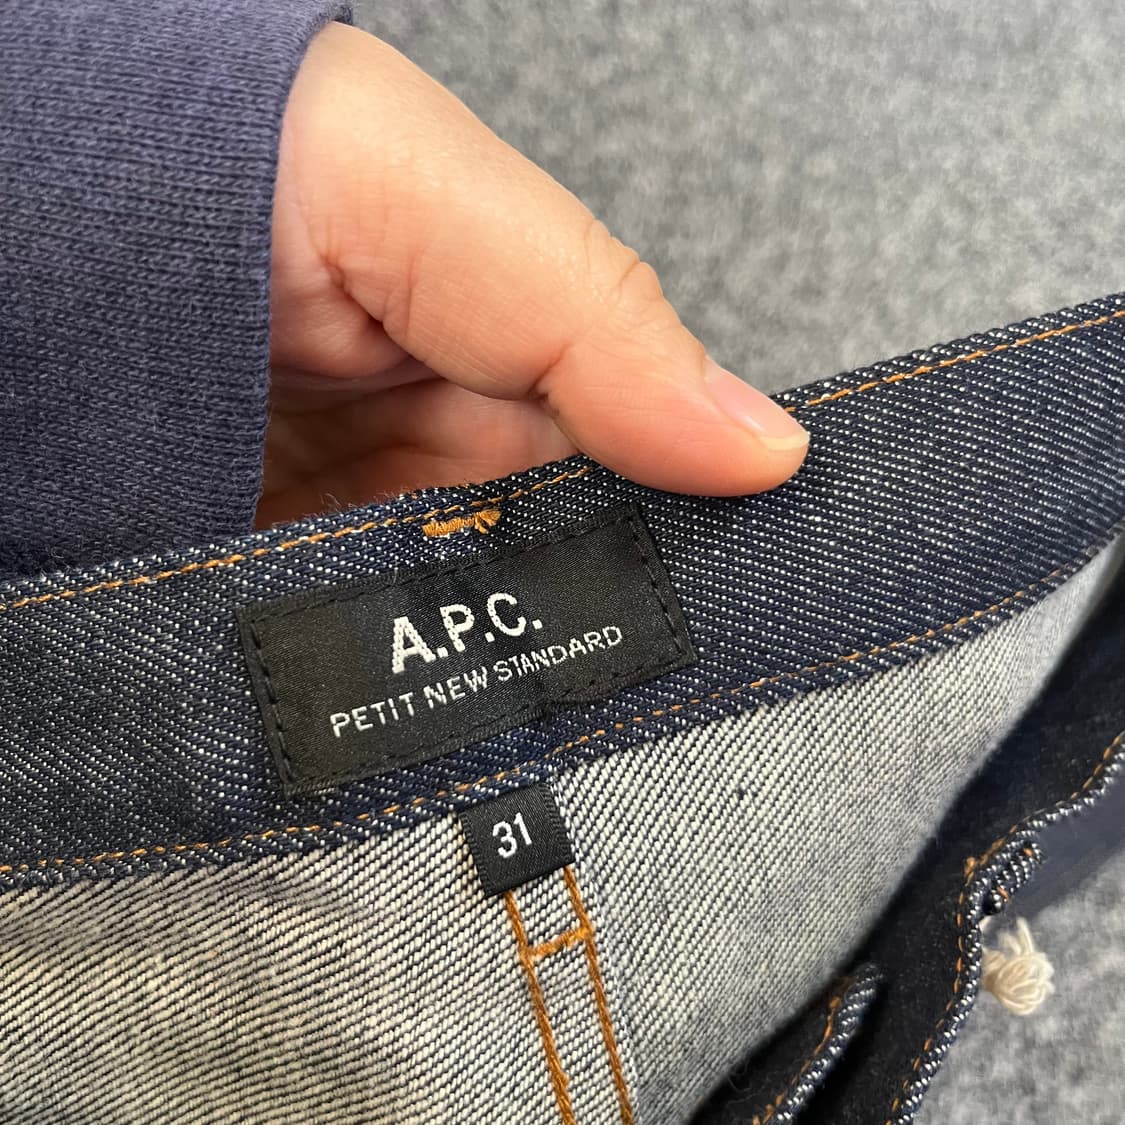 A.P.C.
PETIT NEW STANDARD
31